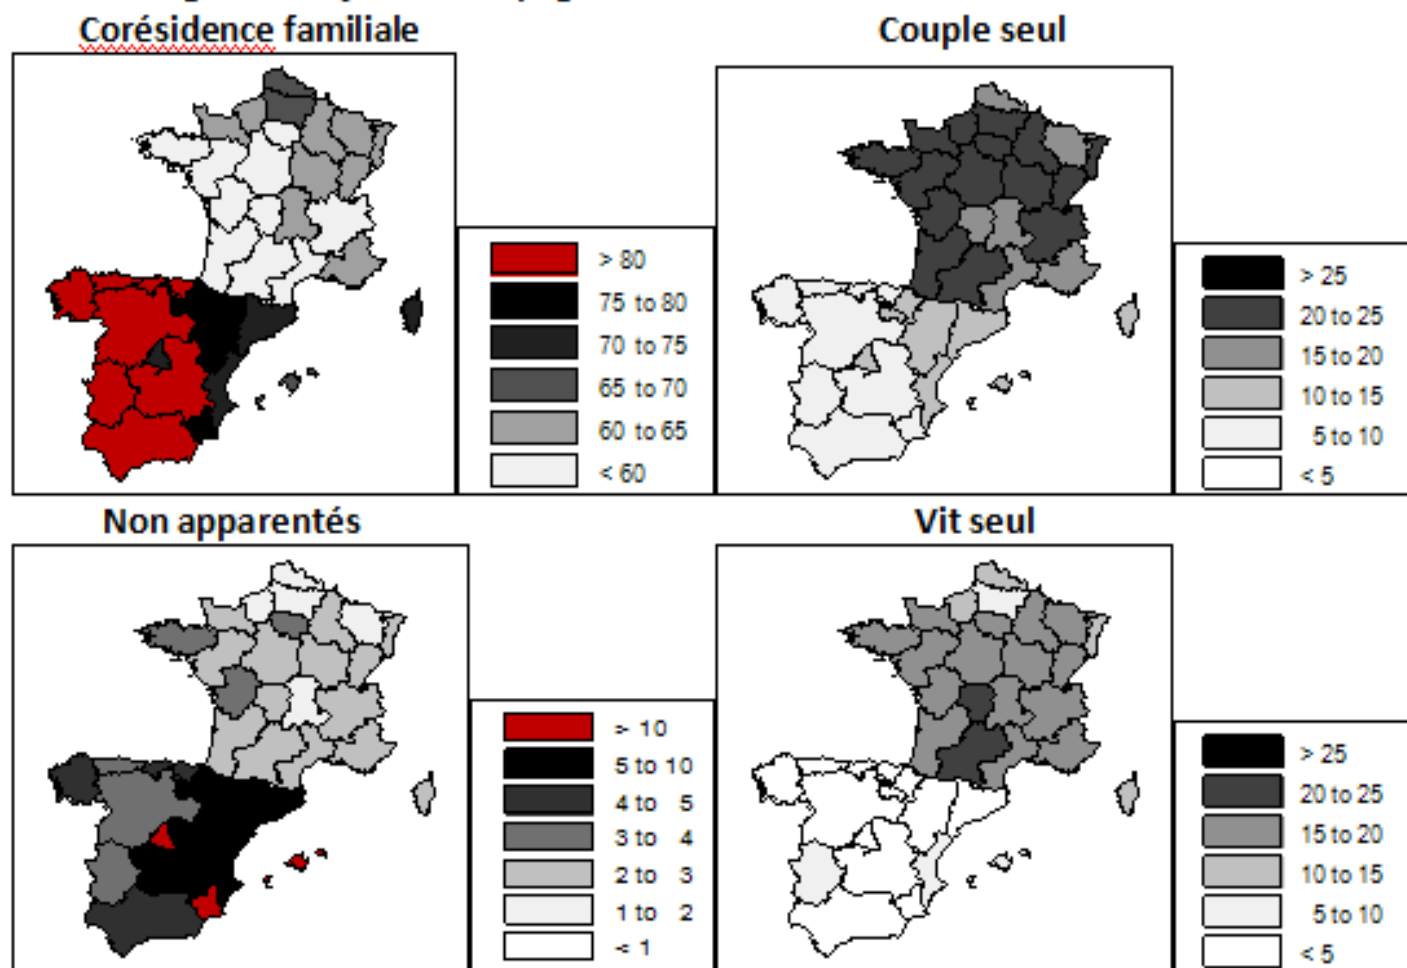 Corésidence familiale
Couple seul
> 80
75 to 80
70 to 75
65 to 70
60 to 65
< 60
> 25
20 to 25
15 to 20
10 to 15
5 to 10
< 5
Non apparentés
Vit seul
> 10
5 to 10
4 to 5
3 to 4
2 to 3
1 to 2
< 1
> 25
20 to 25
15 to 20
10 to 15
5 to 10
< 5